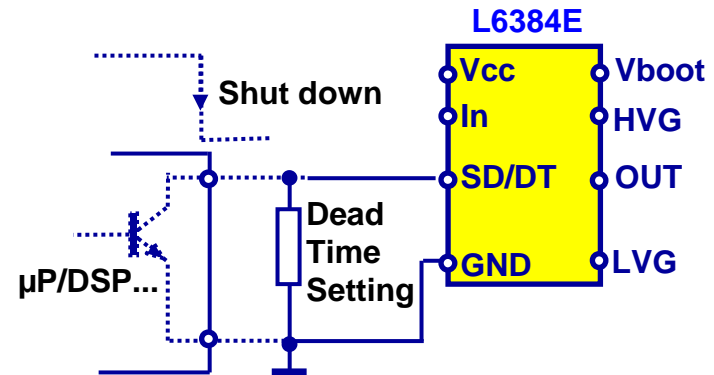 L6384E
Vcc
Vboot
Shut down
In
HVG
SD/DT
OUT
Dead
Time
Setting
GND
LVG
µP/DSP...